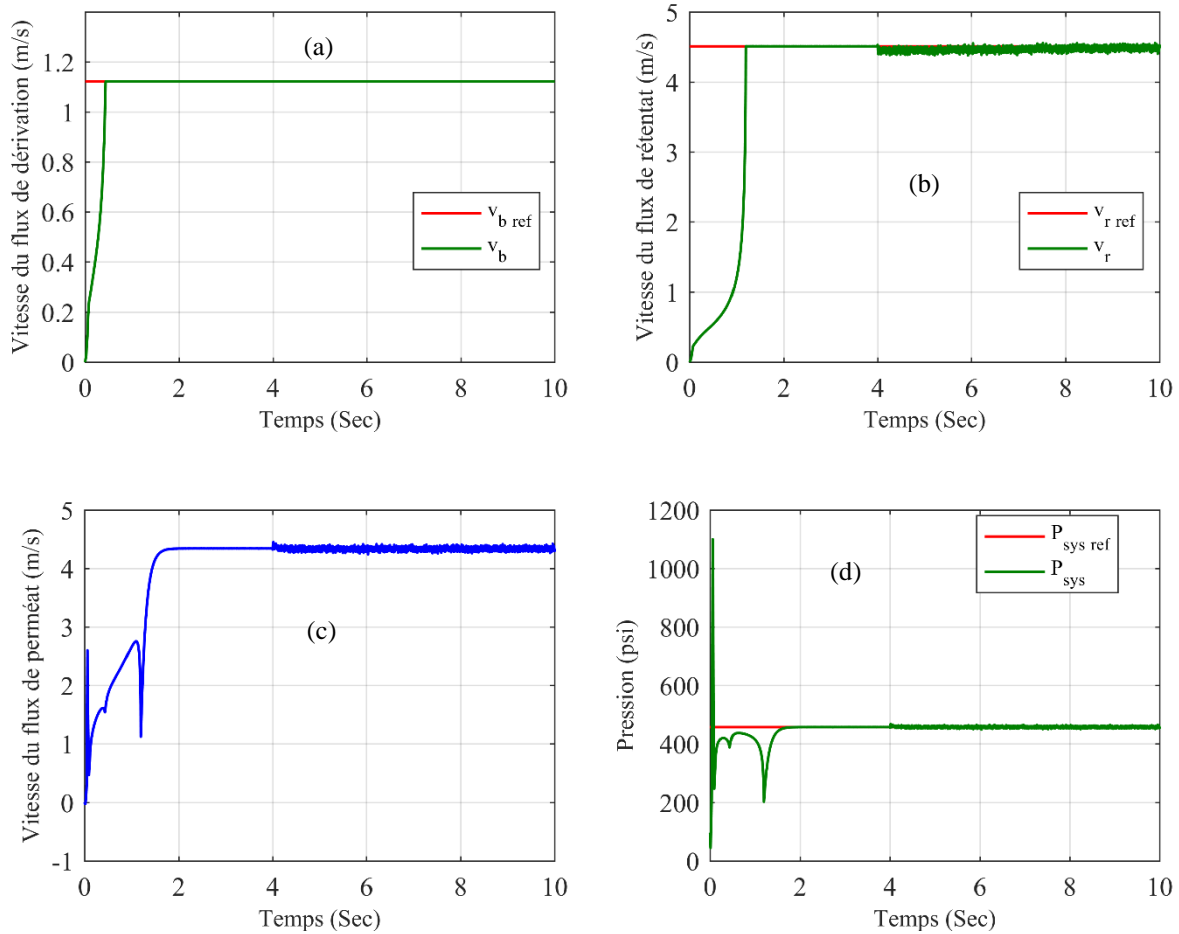 (a)
Vitesse du flux de dérivation (m/s)
1.2
1
0.8
0.6
0.4
0.2
0
v_b ref
v_b
0 2 4 6 8 10
Temps (Sec)
(b)
Vitesse du flux de rétentat (m/s)
5
4
3
2
1
0
v_r ref
v_r
0 2 4 6 8 10
Temps (Sec)
(c)
Vitesse du flux de perméat (m/s)
5
4
3
2
1
0
-1
0 2 4 6 8 10
Temps (Sec)
(d)
Pression (psi)
1200
1000
800
600
400
200
0
P_sys ref
P_sys
0 2 4 6 8 10
Temps (Sec)